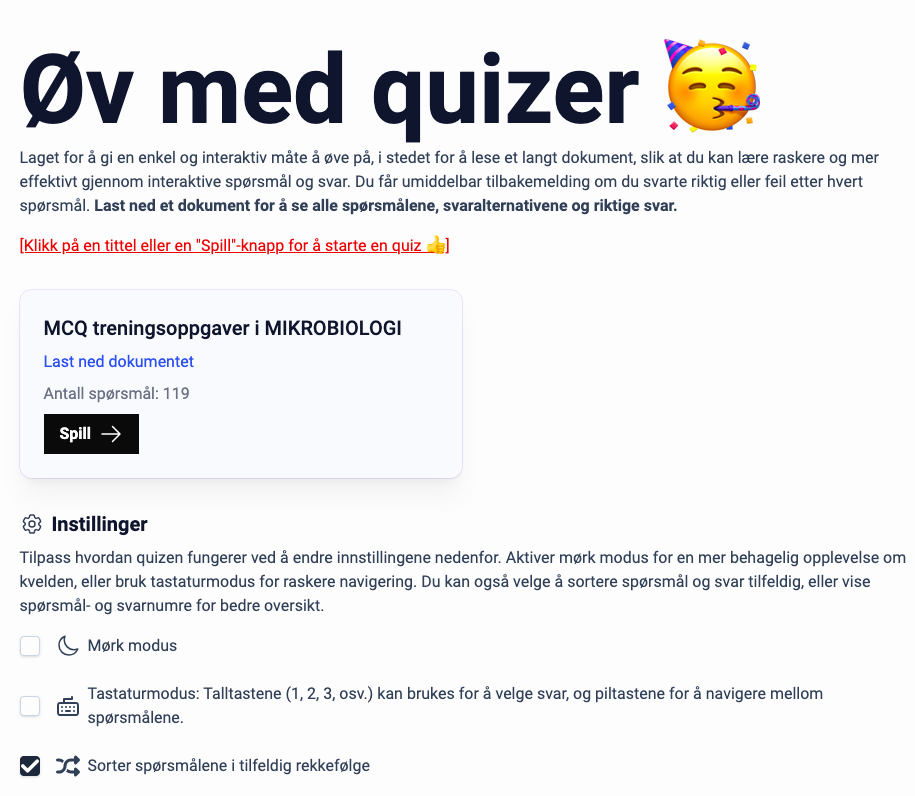 Øv med quizer 🥳
Laget for å gi en enkel og interaktiv måte å øve på, i stedet for å lese et langt dokument, slik at du kan lære raskere og mer
effektivt gjennom interaktive spørsmål og svar. Du får umiddelbar tilbakemelding om du svarte riktig eller feil etter hvert
spørsmål. Last ned et dokument for å se alle spørsmålene, svaralternativene og riktige svar.
[Klikk på en tittel eller en "Spill"-knapp for å starte en quiz 👍]
MCQ treningsoppgaver i MIKROBIOLOGI
Last ned dokumentet
Antall spørsmål: 119
Spill →
Instillinger
Tilpass hvordan quizen fungerer ved å endre innstillingene nedenfor. Aktiver mørk modus for en mer behagelig opplevelse om
kvelden, eller bruk tastaturmodus for raskere navigering. Du kan også velge å sortere spørsmål og svar tilfeldig, eller vise
spørsmål- og svarnumre for bedre oversikt.
Mørk modus
Tastaturmodus: Talltastene (1, 2, 3, osv.) kan brukes for å velge svar, og piltastene for å navigere mellom
spørsmålene.
Sorter spørsmålene i tilfeldig rekkefølge